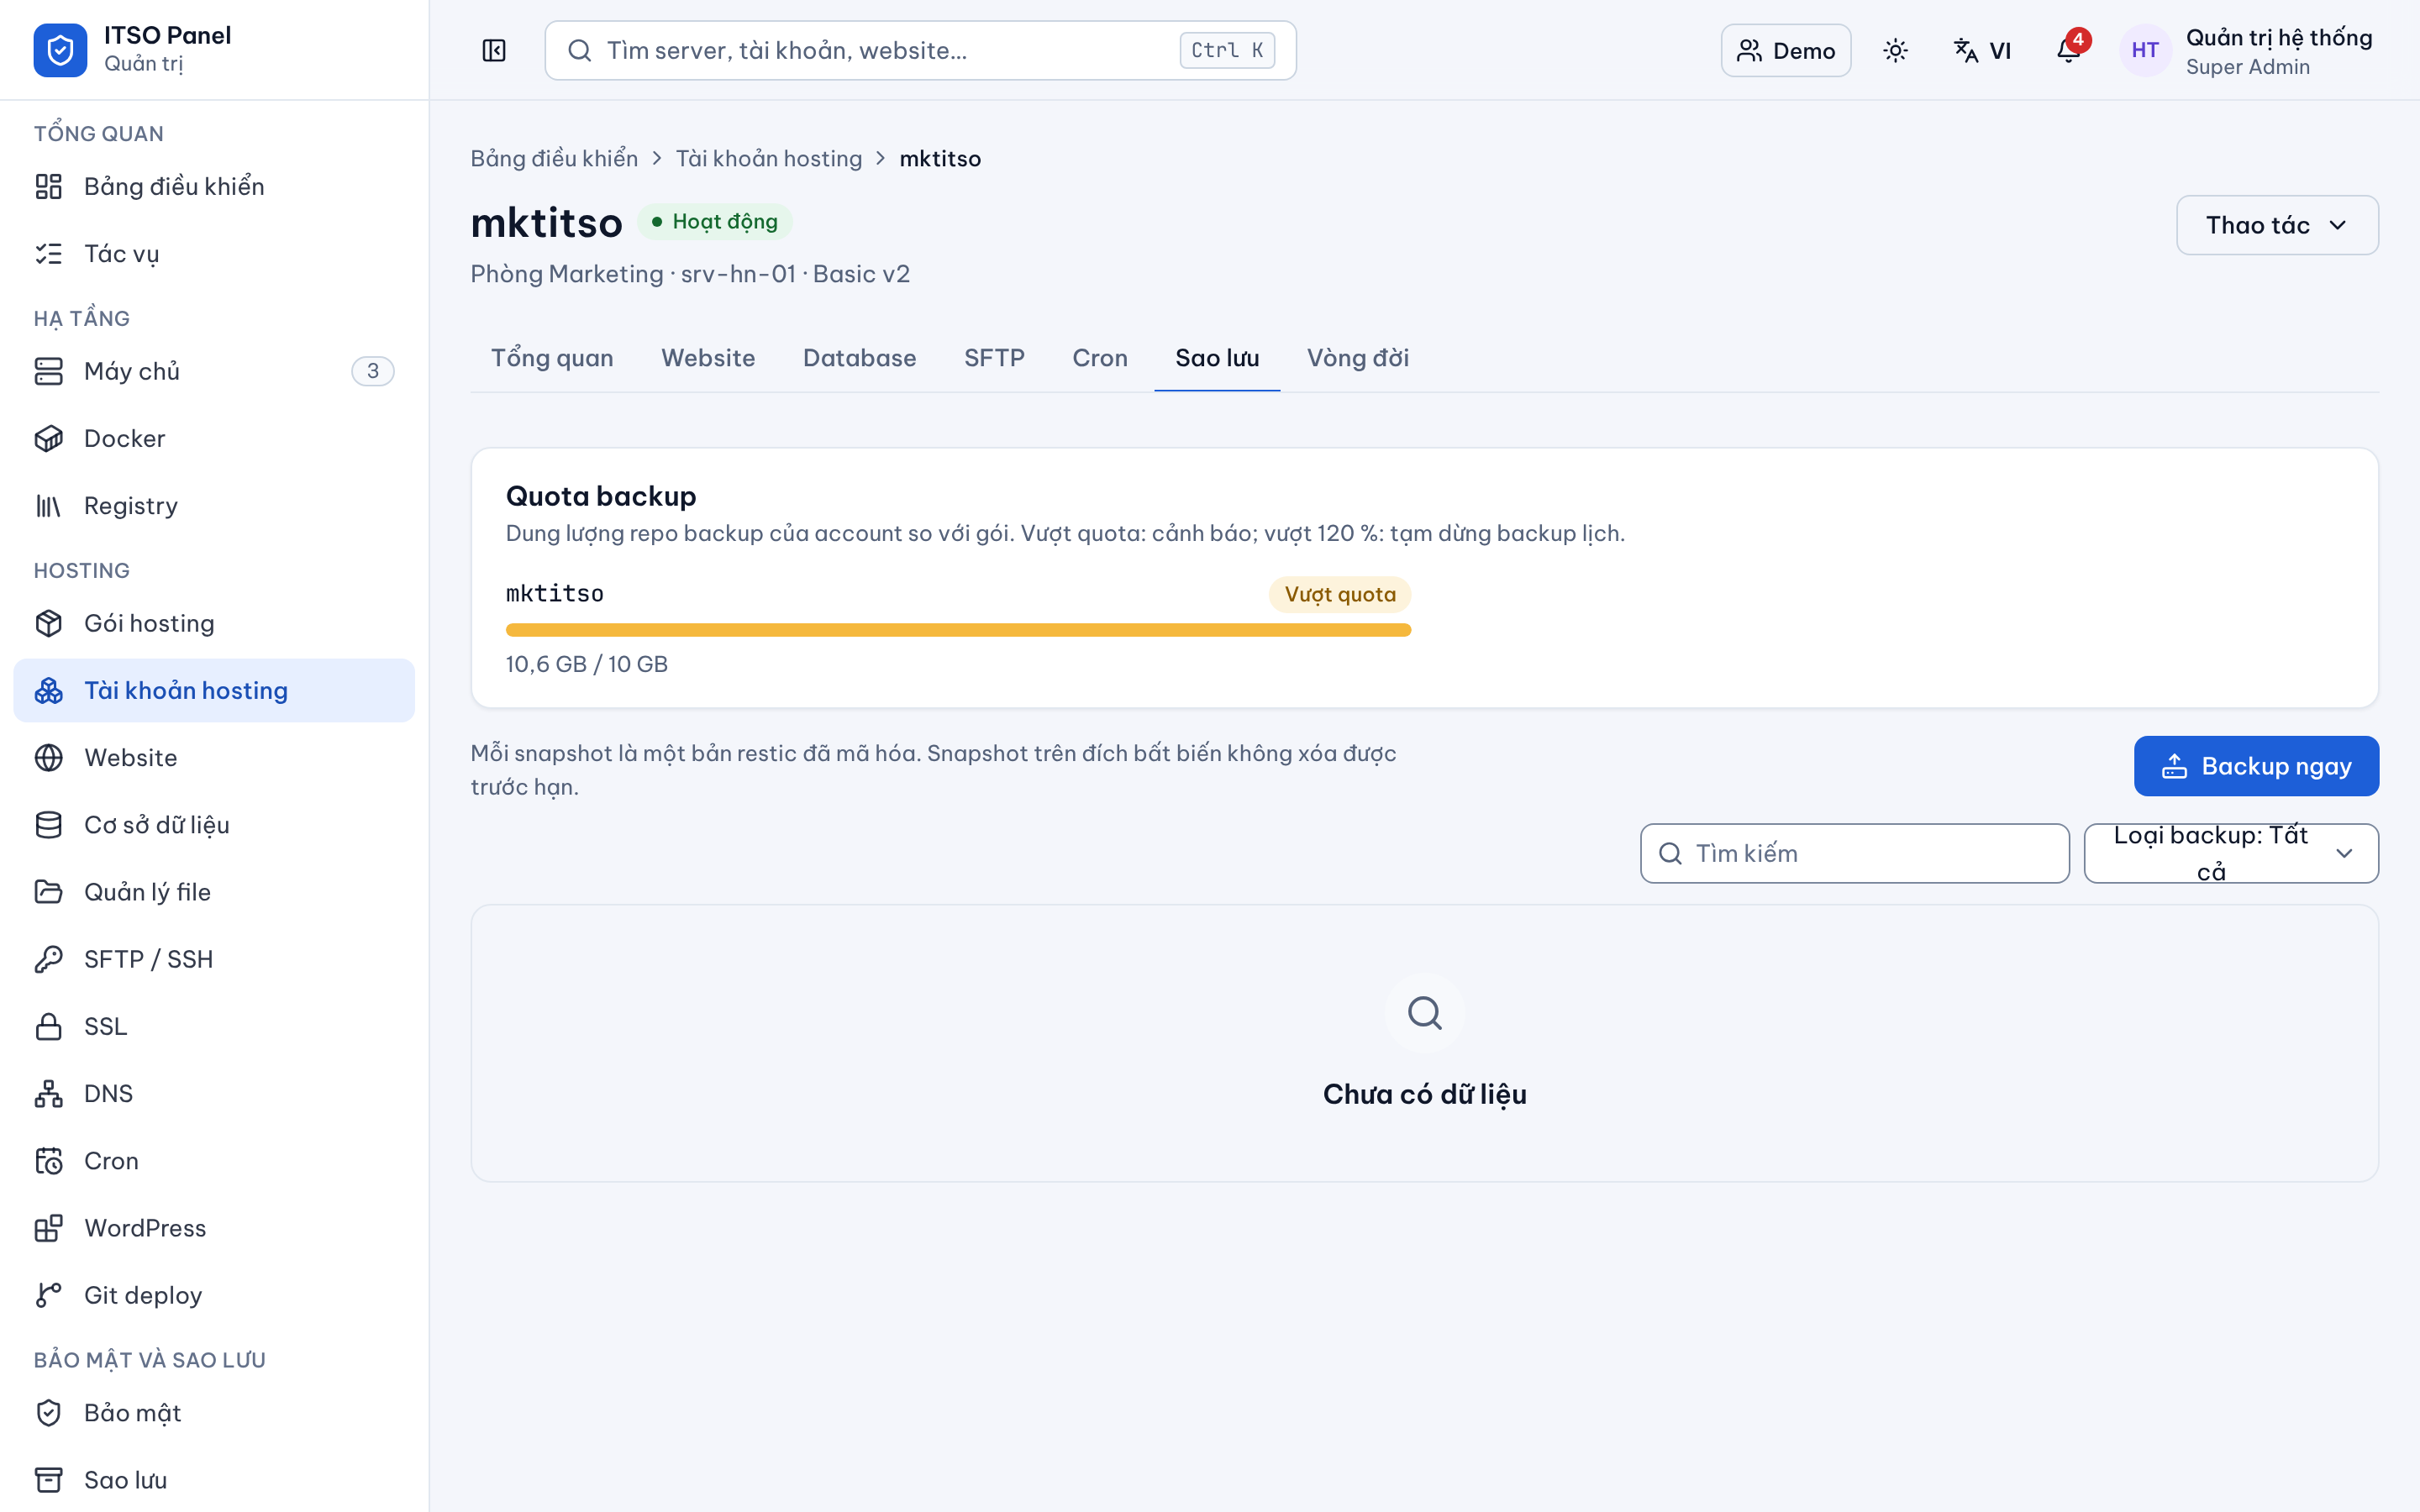 ITSO Panel
Quản trị
Tìm server, tài khoản, website...
Ctrl K
Demo
VI
4
HT
Quản trị hệ thống
Super Admin
TỔNG QUAN
Bảng điều khiển
Tác vụ
HẠ TẦNG
Máy chủ
3
Docker
Registry
HOSTING
Gói hosting
Tài khoản hosting
Website
Cơ sở dữ liệu
Quản lý file
SFTP / SSH
SSL
DNS
Cron
WordPress
Git deploy
BẢO MẬT VÀ SAO LƯU
Bảo mật
Sao lưu
Bảng điều khiển > Tài khoản hosting > mktitso
mktitso
Hoạt động
Thao tác
Phòng Marketing · srv-hn-01 · Basic v2
Tổng quan
Website
Database
SFTP
Cron
Sao lưu
Vòng đời
Quota backup
Dung lượng repo backup của account so với gói. Vượt quota: cảnh báo; vượt 120 %: tạm dừng backup lịch.
mktitso
Vượt quota
10,6 GB / 10 GB
Mỗi snapshot là một bản restic đã mã hóa. Snapshot trên đích bất biến không xóa được
trước hạn.
Backup ngay
Tìm kiếm
Loại backup: Tất
cả
Chưa có dữ liệu